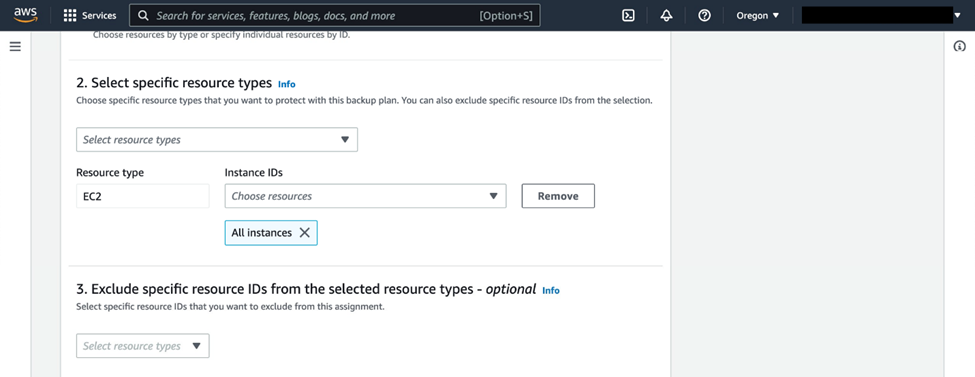 aws
Services
Search for services, features, blogs, docs, and more
[Option+S]
Oregon
Choose resources by type or specify individual resources by ID.
2. Select specific resource types Info
Choose specific resource types that you want to protect with this backup plan. You can also exclude specific resource IDs from the selection.
Select resource types
Resource type
Instance IDs
EC2
Choose resources
Remove
All instances
3. Exclude specific resource IDs from the selected resource types - optional Info
Select specific resource IDs that you want to exclude from this assignment.
Select resource types